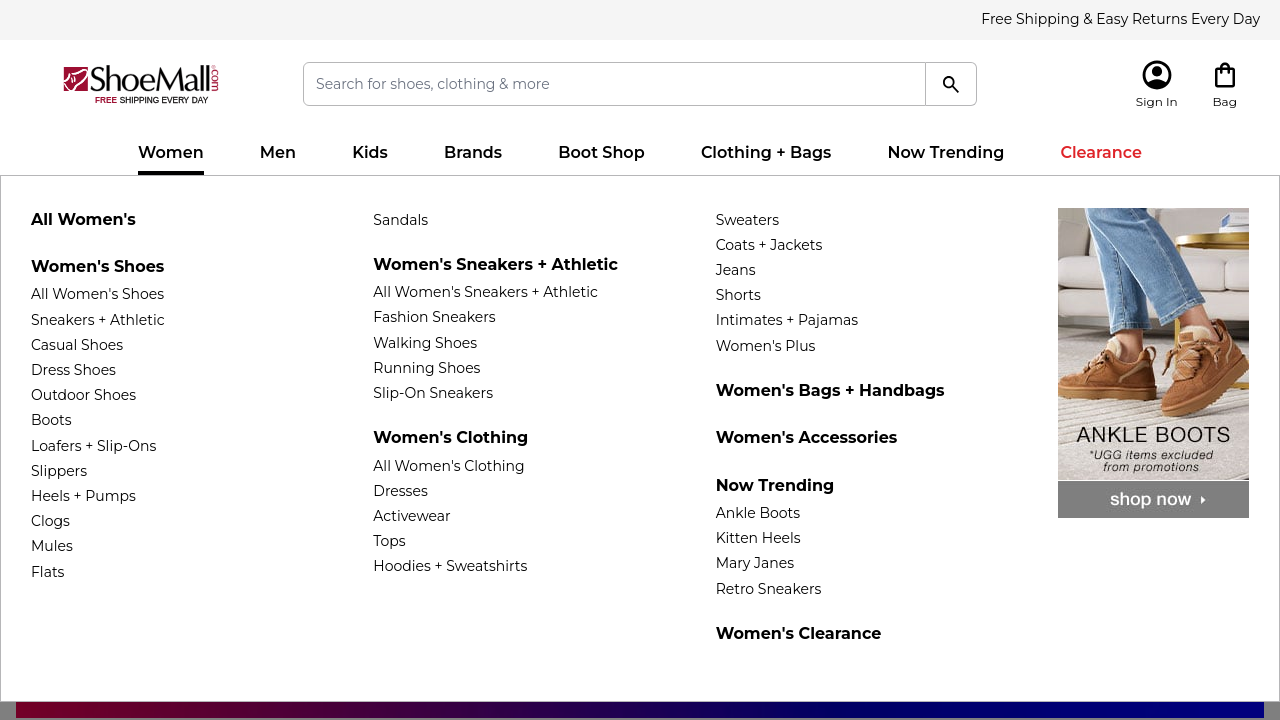 Free Shipping & Easy Returns Every Day
ShoeMall.com
FREE SHIPPING EVERY DAY
Search for shoes, clothing & more
Sign In
Bag
Women
Men
Kids
Brands
Boot Shop
Clothing + Bags
Now Trending
Clearance
All Women's
Women's Shoes
All Women's Shoes
Sneakers + Athletic
Casual Shoes
Dress Shoes
Outdoor Shoes
Boots
Loafers + Slip-Ons
Slippers
Heels + Pumps
Clogs
Mules
Flats
Sandals
Women's Sneakers + Athletic
All Women's Sneakers + Athletic
Fashion Sneakers
Walking Shoes
Running Shoes
Slip-On Sneakers
Women's Clothing
All Women's Clothing
Dresses
Activewear
Tops
Hoodies + Sweatshirts
Sweaters
Coats + Jackets
Jeans
Shorts
Intimates + Pajamas
Women's Plus
Women's Bags + Handbags
Women's Accessories
Now Trending
Ankle Boots
Kitten Heels
Mary Janes
Retro Sneakers
Women's Clearance
ANKLE BOOTS
*UGG items excluded
from promotions
shop now